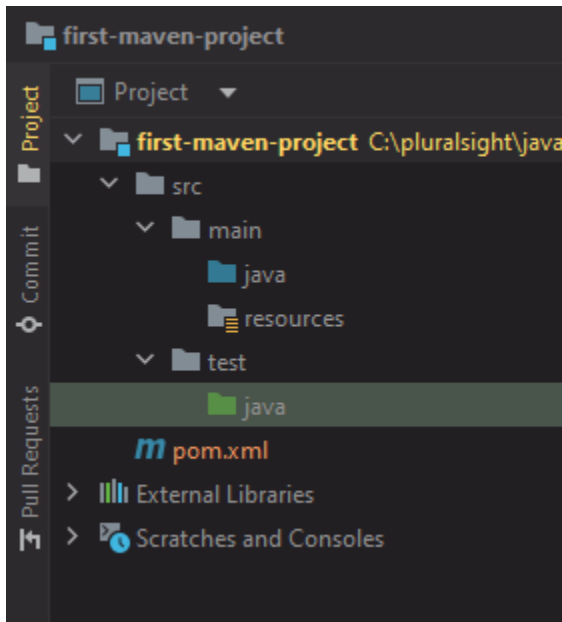 first-maven-project
Project
Project
Commit
Pull Requests
first-maven-project C:\pluralsight\java
src
main
java
resources
test
java
m pom.xml
External Libraries
Scratches and Consoles